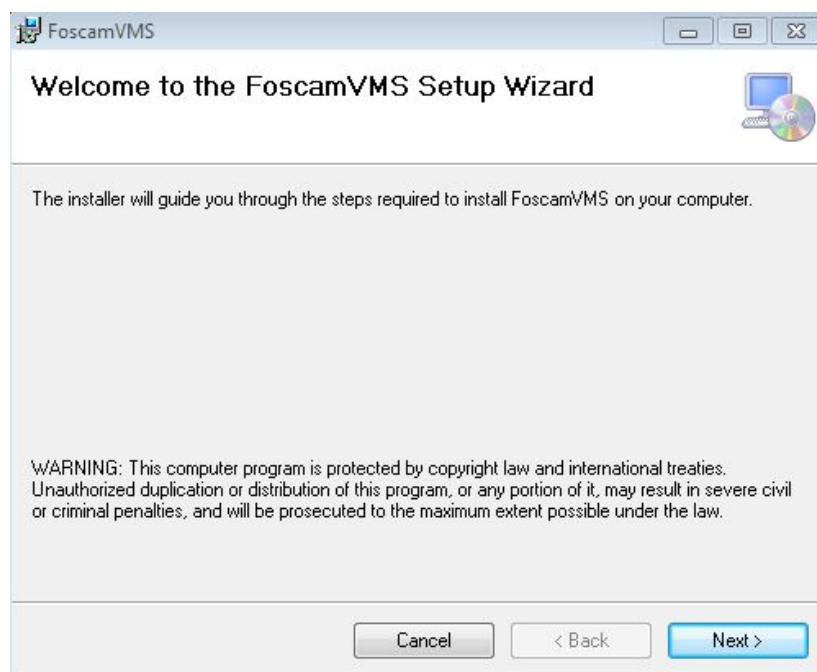 FoscamVMS
Welcome to the FoscamVMS Setup Wizard
The installer will guide you through the steps required to install FoscamVMS on your computer.
WARNING: This computer program is protected by copyright law and international treaties.
Unauthorized duplication or distribution of this program, or any portion of it, may result in severe civil
or criminal penalties, and will be prosecuted to the maximum extent possible under the law.
Cancel < Back Next >